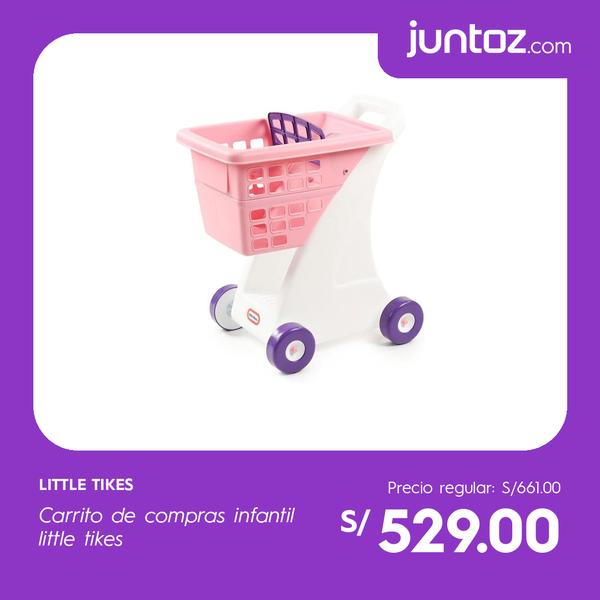 juntoz.com
LITTLE TIKES
Carrito de compras infantil
little tikes
Precio regular: S/661.00
S/ 529.00